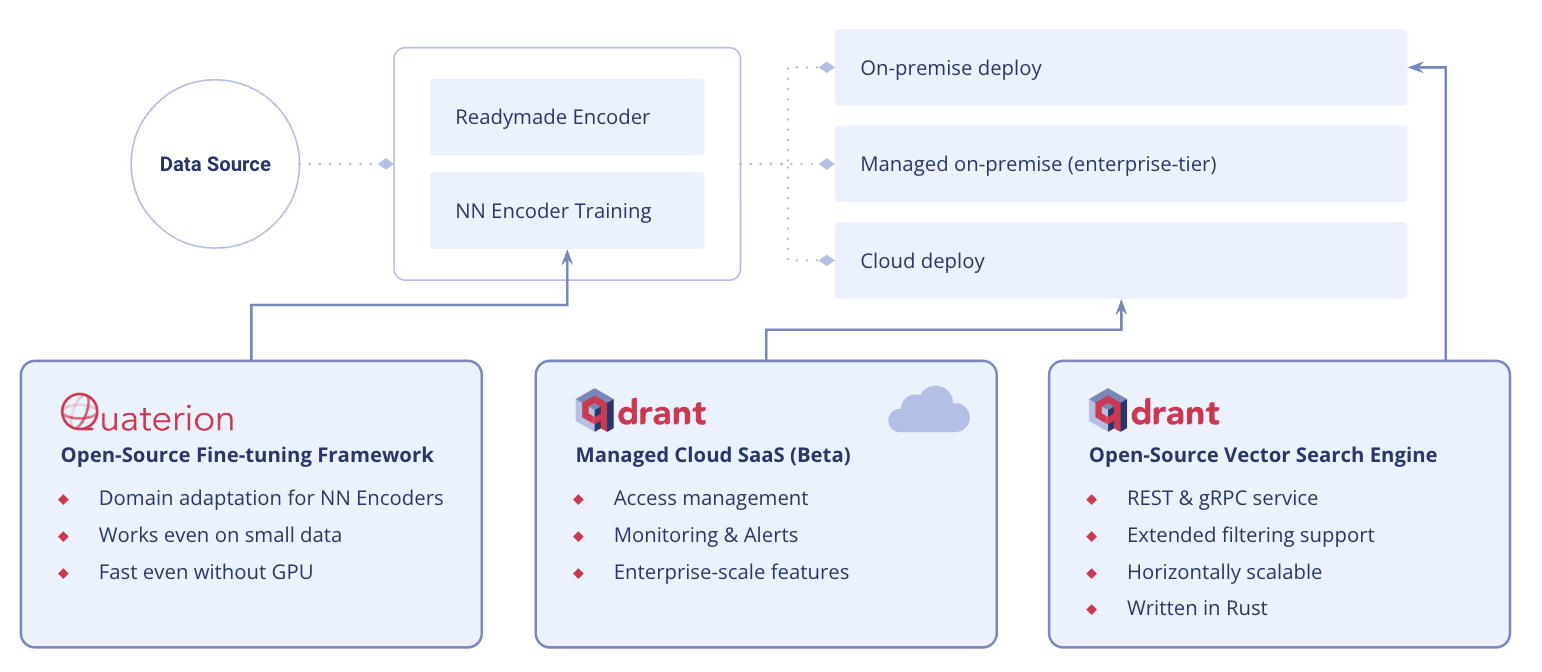 Data Source
Readymade Encoder
NN Encoder Training
On-premise deploy
Managed on-premise (enterprise-tier)
Cloud deploy
Quaterion
Open-Source Fine-tuning Framework
Domain adaptation for NN Encoders
Works even on small data
Fast even without GPU
qdrant
Managed Cloud SaaS (Beta)
Access management
Monitoring & Alerts
Enterprise-scale features
qdrant
Open-Source Vector Search Engine
REST & gRPC service
Extended filtering support
Horizontally scalable
Written in Rust